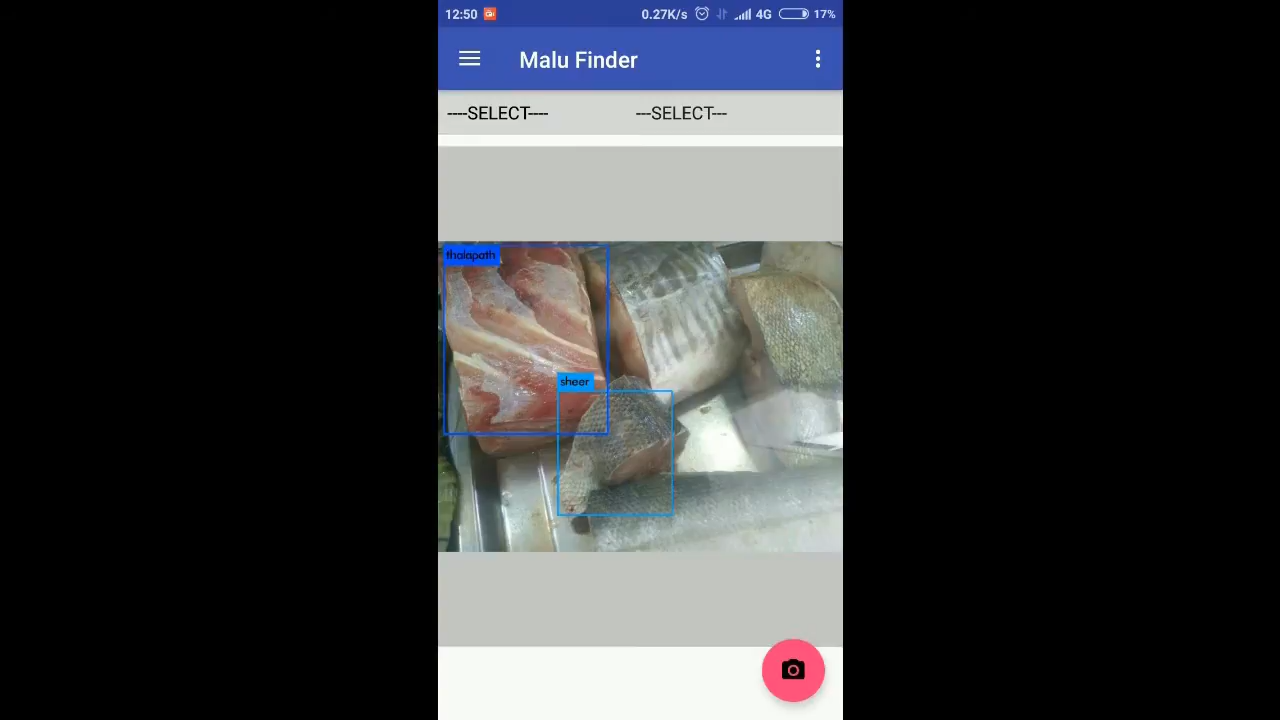 12:50 0.27K/s 4G 17%
Malu Finder
----SELECT---- ---SELECT---
thalapath
sheer